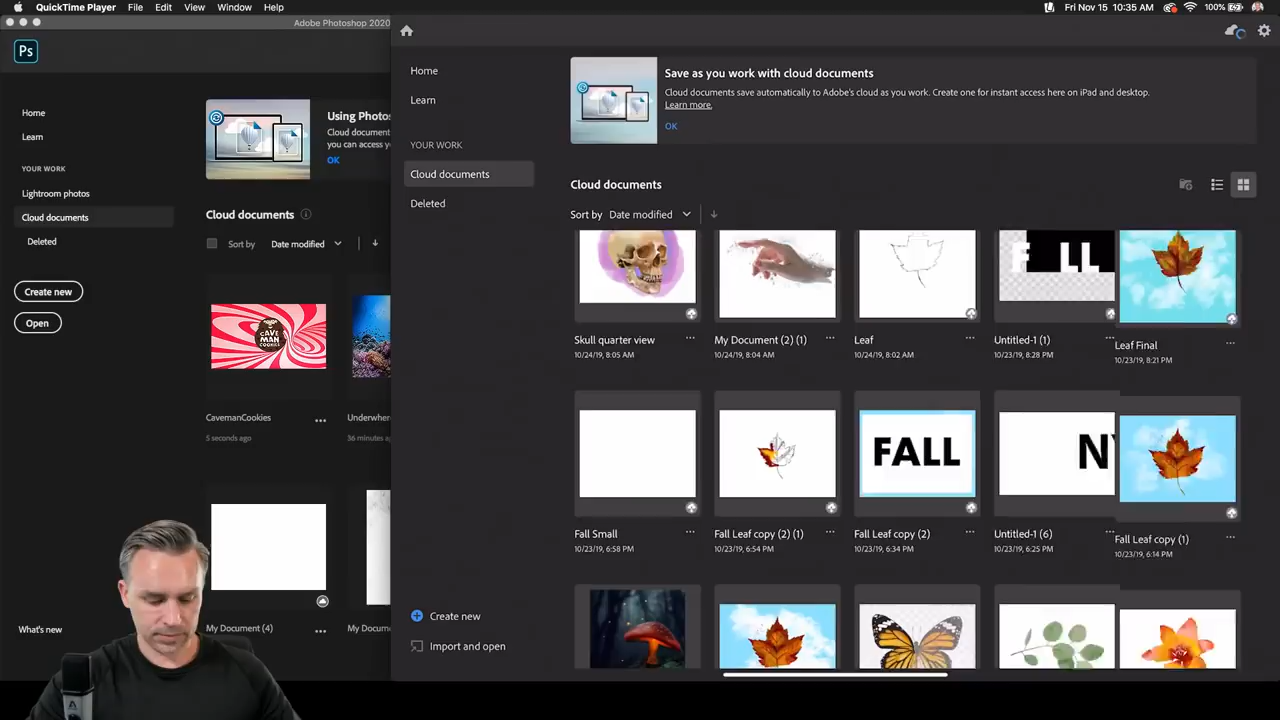 QuickTime Player File Edit View Window Help
Fri Nov 15 10:35 AM 100%
Adobe Photoshop 2020
Ps
Home
Learn
YOUR WORK
Lightroom photos
Cloud documents
Deleted
Create new
Open
What's new
Using Photos
Cloud document
you can access y
OK
Cloud documents
Sort by Date modified
CAVE
MAN
COOKIES
CavemanCookies
5 seconds ago
Underwher
36 minutes a
My Document (4)
My Docum
Home
Learn
YOUR WORK
Cloud documents
Deleted
Create new
Import and open
Save as you work with cloud documents
Cloud documents save automatically to Adobe's cloud as you work. Create one for instant access here on iPad and desktop.
Learn more.
OK
Cloud documents
Sort by Date modified
F LL
Skull quarter view
10/24/19, 8:05 AM
My Document (2) (1)
10/24/19, 8:04 AM
Leaf
10/24/19, 8:02 AM
Untitled-1 (1)
10/23/19, 8:28 PM
Leaf Final
10/23/19, 8:21 PM
FALL
NY
Fall Small
10/23/19, 6:58 PM
Fall Leaf copy (2) (1)
10/23/19, 6:54 PM
Fall Leaf copy (2)
10/23/19, 6:34 PM
Untitled-1 (6)
10/23/19, 6:25 PM
Fall Leaf copy (1)
10/23/19, 6:14 PM